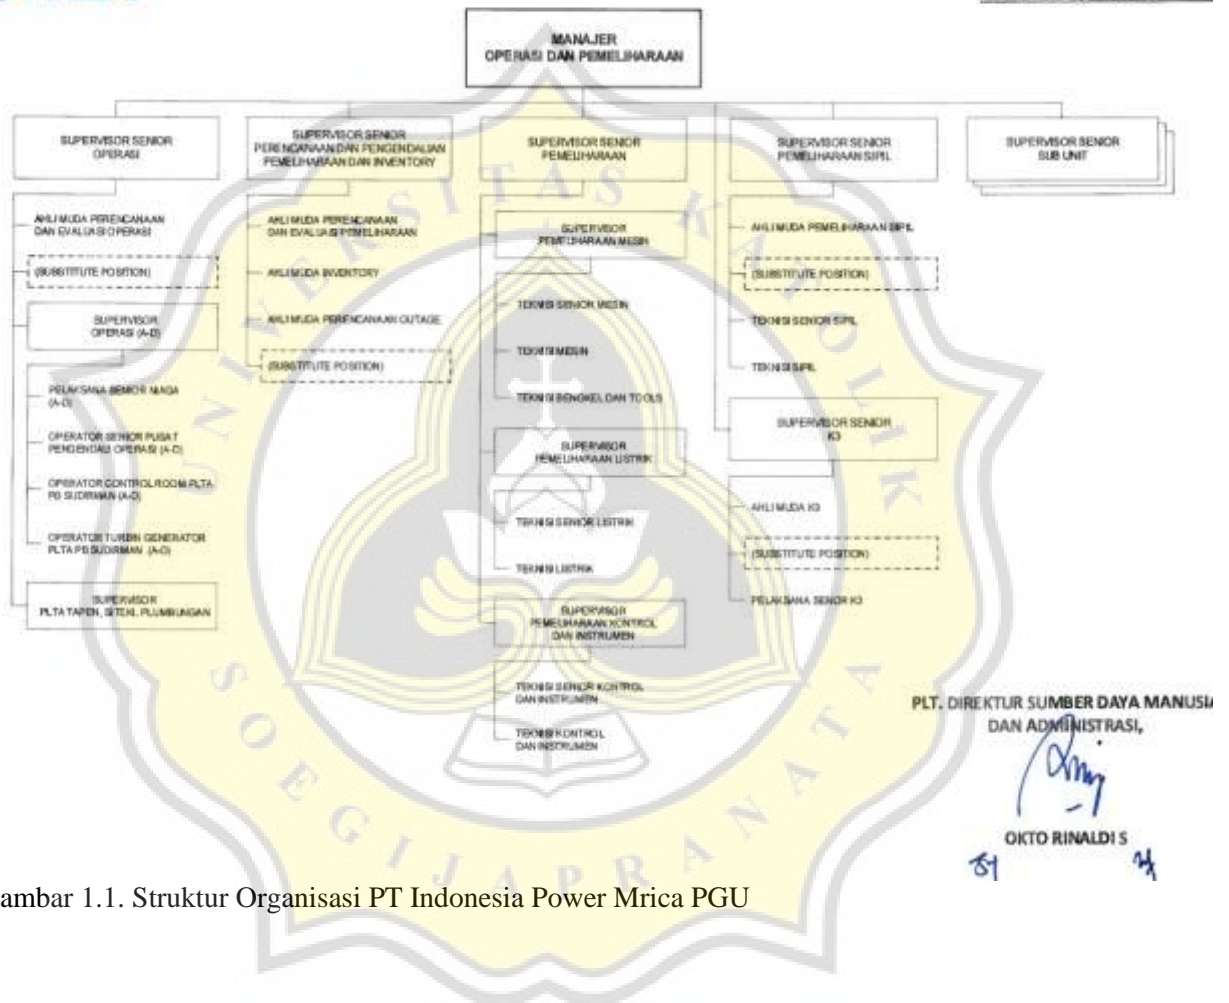 MANAJER
OPERASI DAN PEMELIHARAAN
SUPERVISOR SENIOR
OPERASI
AHLI MUDA PERENCANAAN
DAN EVALUASI OPERASI
(SUBSTITUTE POSITION)
SUPERVISOR
OPERASI (A-D)
PELAKSANA SENIOR NIAGA
(A-D)
OPERATOR SENIOR PUSAT
PENGENDALI OPERASI (A-D)
OPERATOR CONTROL ROOM PLTA
PB SUDIRMAN (A-D)
OPERATOR TURBIN GENERATOR
PLTA PB SUDIRMAN (A-D)
SUPERVISOR
PLTA TAPEN, SITEKI, PLUMBUNGAN
SUPERVISOR SENIOR
PERENCANAAN DAN PENGENDALIAN
PEMELIHARAAN DAN INVENTORY
AHLI MUDA PERENCANAAN
DAN EVALUASI PEMELIHARAAN
AHLI MUDA INVENTORY
AHLI MUDA PERENCANAAN OUTAGE
(SUBSTITUTE POSITION)
SUPERVISOR SENIOR
PEMELIHARAAN
SUPERVISOR
PEMELIHARAAN MESIN
TEKNISI SENIOR MESIN
TEKNISI MESIN
TEKNISI BENGKEL DAN TOOLS
SUPERVISOR
PEMELIHARAAN LISTRIK
TEKNISI SENIOR LISTRIK
TEKNISI LISTRIK
SUPERVISOR
PEMELIHARAAN KONTROL
DAN INSTRUMEN
TEKNISI SENIOR KONTROL
DAN INSTRUMEN
TEKNISI KONTROL
DAN INSTRUMEN
SUPERVISOR SENIOR
PEMELIHARAAN SIPIL
AHLI MUDA PEMELIHARAAN SIPIL
(SUBSTITUTE POSITION)
TEKNISI SENIOR SIPIL
TEKNISI SIPIL
SUPERVISOR SENIOR
K3
AHLI MUDA K3
(SUBSTITUTE POSITION)
PELAKSANA SENIOR K3
SUPERVISOR SENIOR
SUB UNIT
PLT. DIREKTUR SUMBER DAYA MANUSIA
DAN ADMINISTRASI,
OKTO RINALDI S
ambar 1.1. Struktur Organisasi PT Indonesia Power Mrica PGU
UNIVERSITAS KATOLIK
SOEGIJAPRANATA